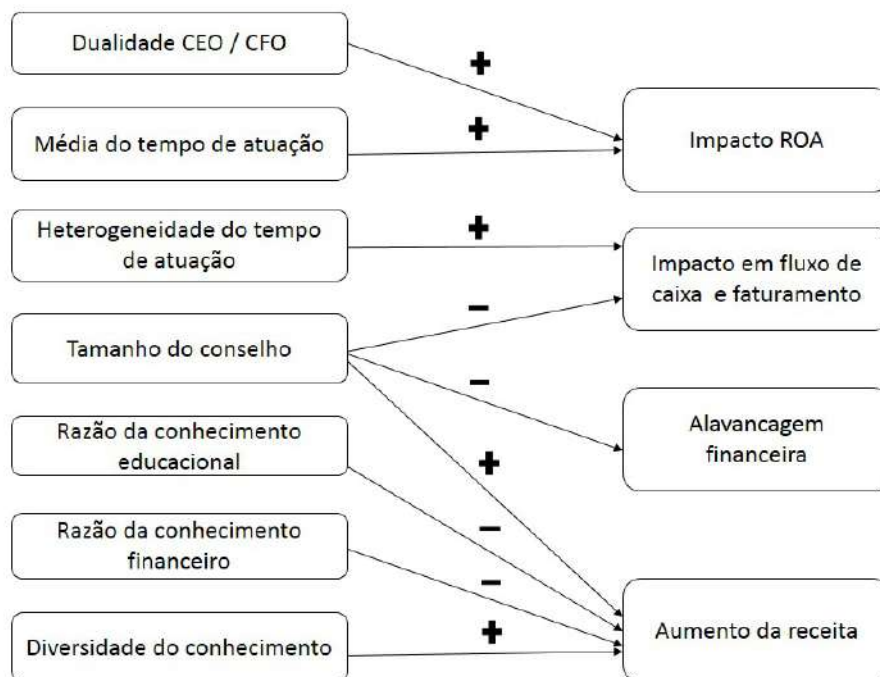 Dualidade CEO / CFO
+
Média do tempo de atuação
+
Impacto ROA
Heterogeneidade do tempo
de atuação
+
Impacto em fluxo de
caixa e faturamento
Tamanho do conselho
−
−
Alavancagem
financeira
Razão da conhecimento
educacional
+
−
Razão da conhecimento
financeiro
−
Diversidade do conhecimento
+
Aumento da receita